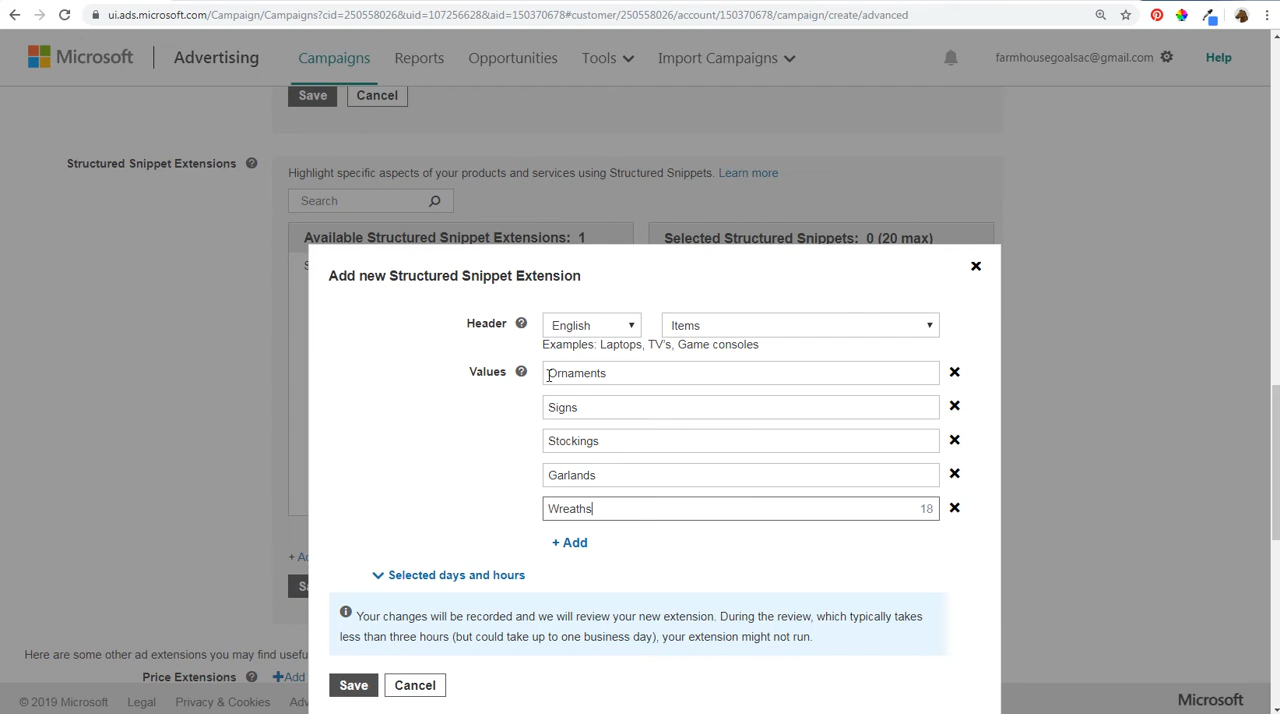 ui.ads.microsoft.com/Campaign/Campaigns?cid=250558026&uid=107256628&aid=150370678#customer/250558026/account/150370678/campaign/create/advanced
Microsoft Advertising Campaigns Reports Opportunities Tools Import Campaigns farmhousegoalsac@gmail.com Help
Save Cancel
Structured Snippet Extensions
Highlight specific aspects of your products and services using Structured Snippets. Learn more
Search
Available Structured Snippet Extensions: 1 Selected Structured Snippets: 0 (20 max)
Add new Structured Snippet Extension
Header English Items
Examples: Laptops, TV's, Game consoles
Values Ornaments
Signs
Stockings
Garlands
Wreaths 18
+ Add
Selected days and hours
Your changes will be recorded and we will review your new extension. During the review, which typically takes
less than three hours (but could take up to one business day), your extension might not run.
Save Cancel
Here are some other ad extensions you may find usefu
Price Extensions +Add
© 2019 Microsoft Legal Privacy & Cookies Adv Microsoft